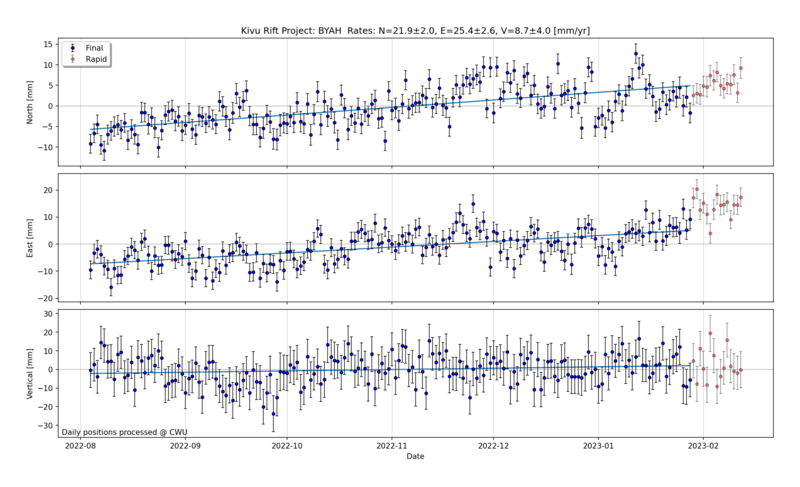 Kivu Rift Project: BYAH  Rates: N=21.9±2.0, E=25.4±2.6, V=8.7±4.0 [mm/yr]
Final
Rapid
North [mm]
15
10
5
0
−5
−10
East [mm]
20
10
0
−10
−20
Vertical [mm]
30
20
10
0
−10
−20
−30
Daily positions processed @ CWU
2022-08 2022-09 2022-10 2022-11 2022-12 2023-01 2023-02
Date